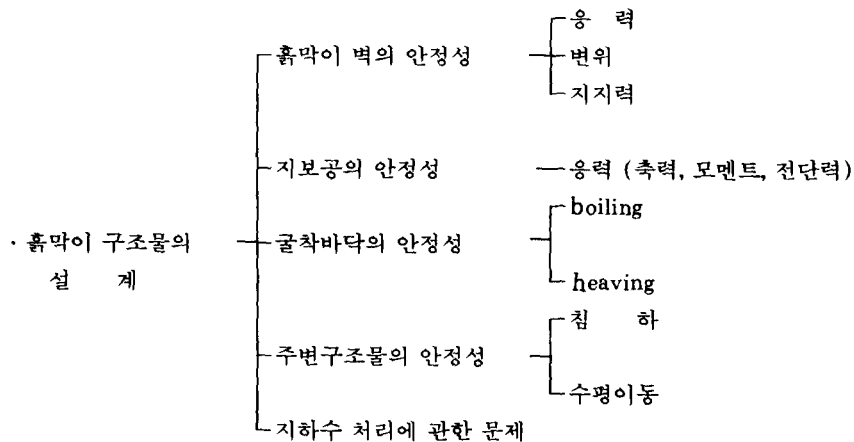 응 력
흙막이 벽의 안정성
변위
지지력
지보공의 안정성
응력 (축력, 모멘트, 전단력)
boiling
· 흙막이 구조물의
설 계
굴착바닥의 안정성
heaving
침 하
주변구조물의 안정성
수평이동
지하수 처리에 관한 문제